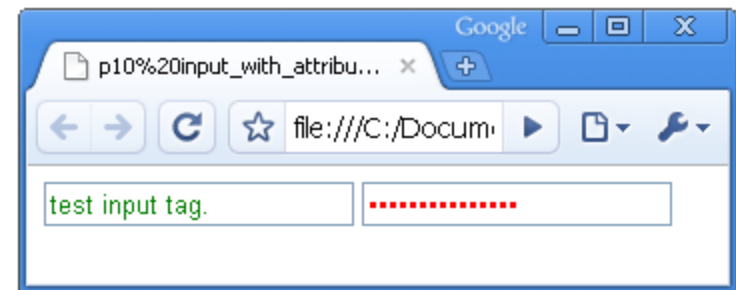 Google
p10%20input_with_attribu...
file:///C:/Docum
test input tag.